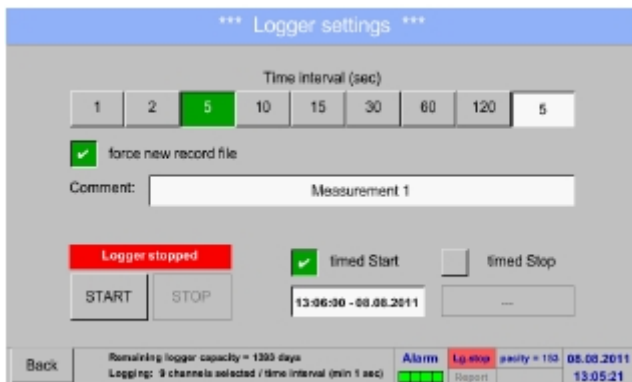 *** Logger settings ***
Time interval (sec)
1 2 5 10 15 30 60 120 5
force new record file
Comment: Measurement 1
Logger stopped
timed Start timed Stop
START STOP 13:06:00 - 08.08.2011 ---
Back Remaining logger capacity = 1393 days Alarm Lg.stop pacity = 153 08.08.2011
Logging: 9 channels selected / time interval (min 1 sec) Report 13:05:21